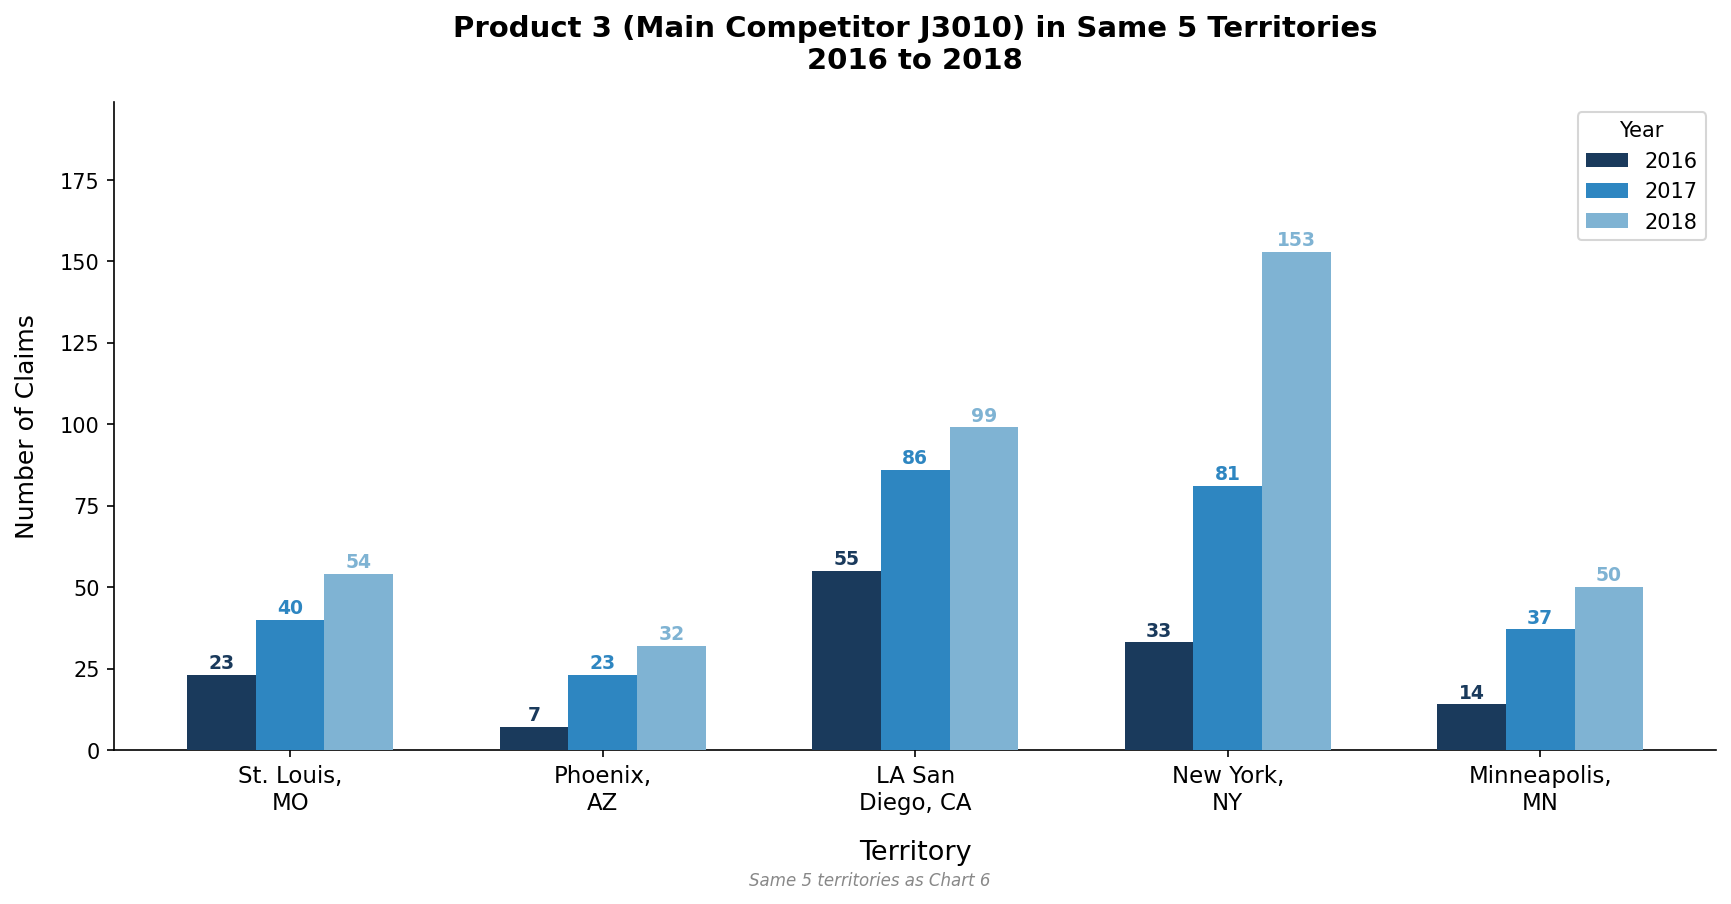 Product 3 (Main Competitor J3010) in Same 5 Territories
2016 to 2018
Year
2016
2017
2018
Number of Claims
175
150
125
100
75
50
25
0
23
40
54
7
23
32
55
86
99
33
81
153
14
37
50
St. Louis,
MO
Phoenix,
AZ
LA San
Diego, CA
New York,
NY
Minneapolis,
MN
Territory
Same 5 territories as Chart 6